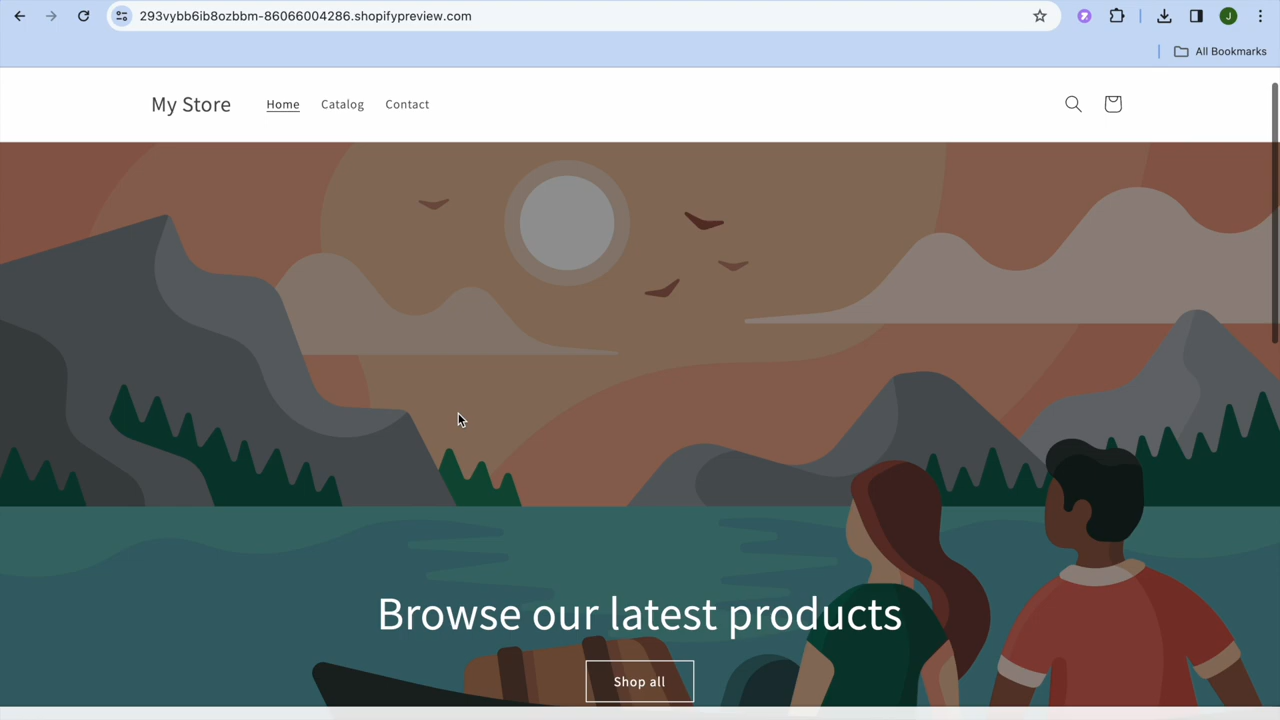 293vybb6ib8ozbbm-86066004286.shopifypreview.com
J
All Bookmarks
My Store
Home
Catalog
Contact
Browse our latest products
Shop all